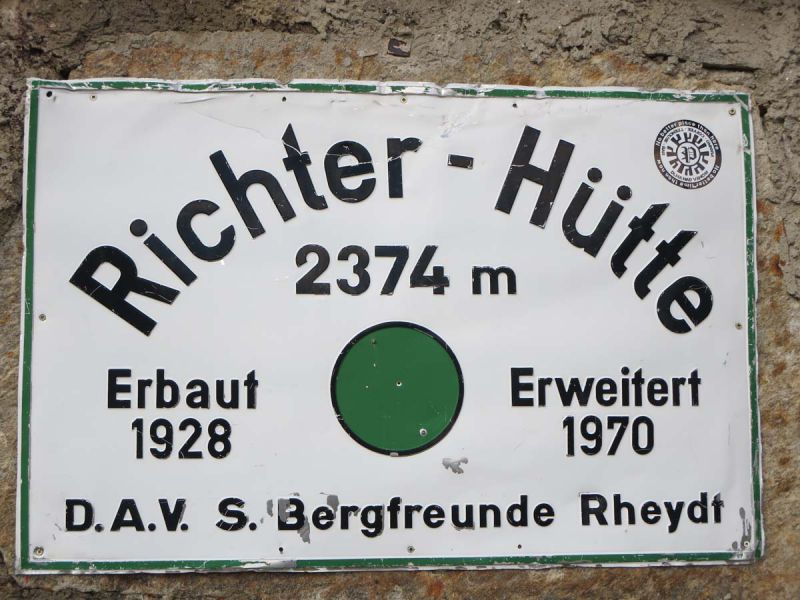 Richter-Hütte
2374 m
Erbaut
1928
Erweitert
1970
D.A.V. S. Bergfreunde Rheydt